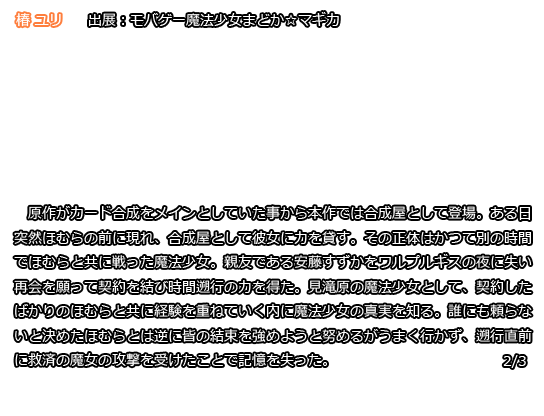 椿 ユリ 出展：モバゲー魔法少女まどか☆マギカ
原作がカード合成をメインとしていた事から本作では合成屋として登場。ある日
突然ほむらの前に現れ、合成屋として彼女に力を貸す。その正体はかつて別の時間
でほむらと共に戦った魔法少女。親友である安藤すずかをワルプルギスの夜に失い
再会を願って契約を結び時間遡行の力を得た。見滝原の魔法少女として、契約した
ばかりのほむらと共に経験を重ねていく内に魔法少女の真実を知る。誰にも頼らな
いと決めたほむらとは逆に皆の結束を強めようと努めるがうまく行かず、遡行直前
に救済の魔女の攻撃を受けたことで記憶を失った。
2/3